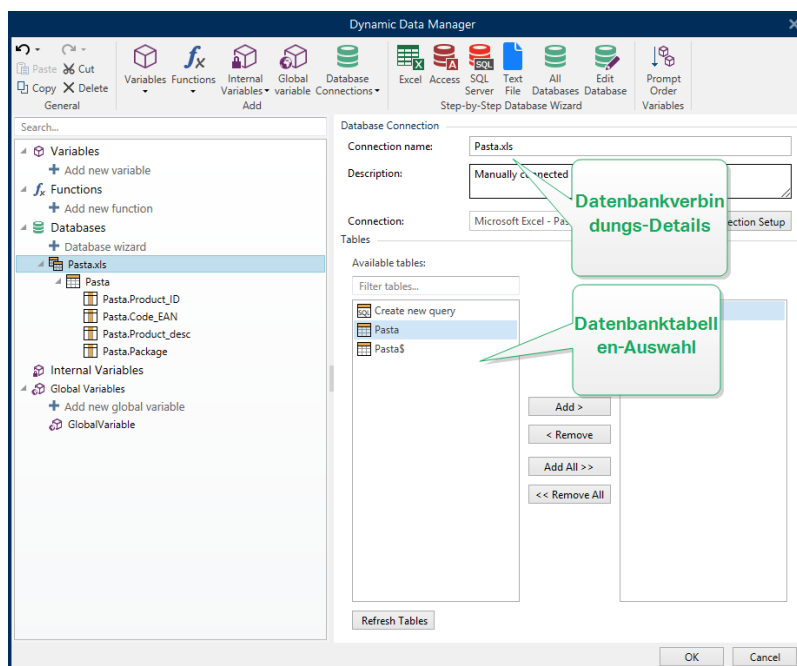 Dynamic Data Manager
Paste Cut
Copy Delete
General
Variables Functions Internal Variables Global variable Database Connections
Add
Excel Access SQL Server Text File All Databases Edit Database
Step-by-Step Database Wizard
Prompt Order
Variables
Search...
Variables
Add new variable
Functions
Add new function
Databases
Database wizard
Pasta.xls
Pasta
Pasta.Product_ID
Pasta.Code_EAN
Pasta.Product_desc
Pasta.Package
Internal Variables
Global Variables
Add new global variable
GlobalVariable
Database Connection
Connection name: Pasta.xls
Description: Manually connected
Connection: Microsoft Excel - Pas
Setup
Datenbankverbin
dungs-Details
Tables
Available tables:
Filter tables...
SQL Create new query
Pasta
Pasta$
Datenbanktabell
en-Auswahl
Add >
< Remove
Add All >>
<< Remove All
Refresh Tables
OK Cancel